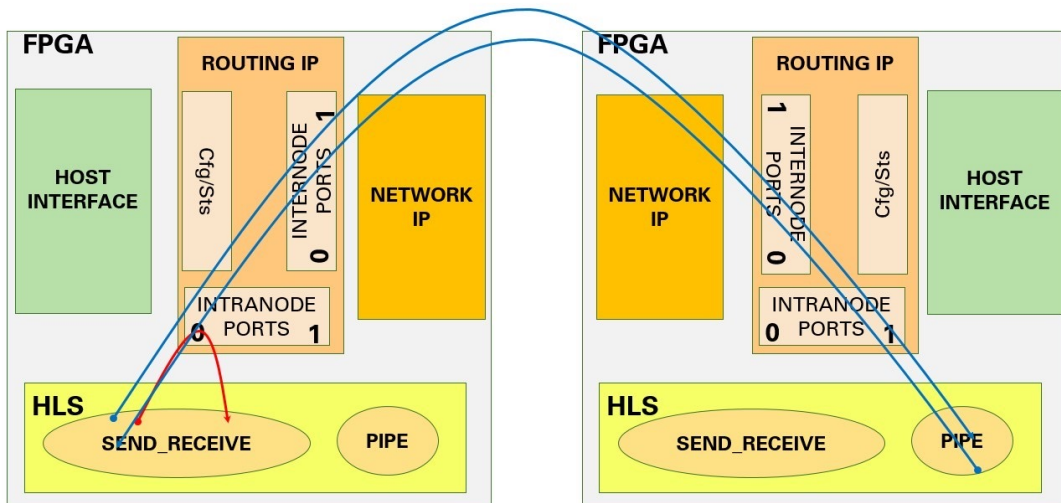 FPGA
ROUTING IP
HOST
INTERFACE
Cfg/Sts
INTERNODE
PORTS
1
0
NETWORK
IP
INTRANODE
PORTS
0
1
HLS
SEND_RECEIVE
PIPE
FPGA
ROUTING IP
NETWORK
IP
1
INTERNODE
PORTS
0
Cfg/Sts
HOST
INTERFACE
INTRANODE
PORTS
0
1
HLS
SEND_RECEIVE
PIPE